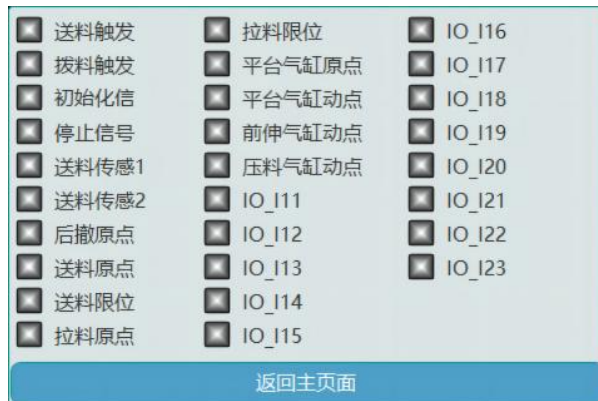 送料触发
拨料触发
初始化信
停止信号
送料传感1
送料传感2
后撤原点
送料原点
送料限位
拉料原点
拉料限位
平台气缸原点
平台气缸动点
前伸气缸动点
压料气缸动点
IO_I11
IO_I12
IO_I13
IO_I14
IO_I15
IO_I16
IO_I17
IO_I18
IO_I19
IO_I20
IO_I21
IO_I22
IO_I23
返回主页面